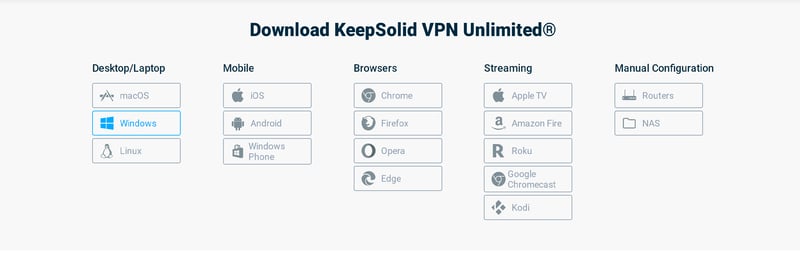 Download KeepSolid VPN Unlimited®
Desktop/Laptop
macOS
Windows
Linux
Mobile
iOS
Android
Windows
Phone
Browsers
Chrome
Firefox
Opera
Edge
Streaming
Apple TV
Amazon Fire
Roku
Google
Chromecast
Kodi
Manual Configuration
Routers
NAS